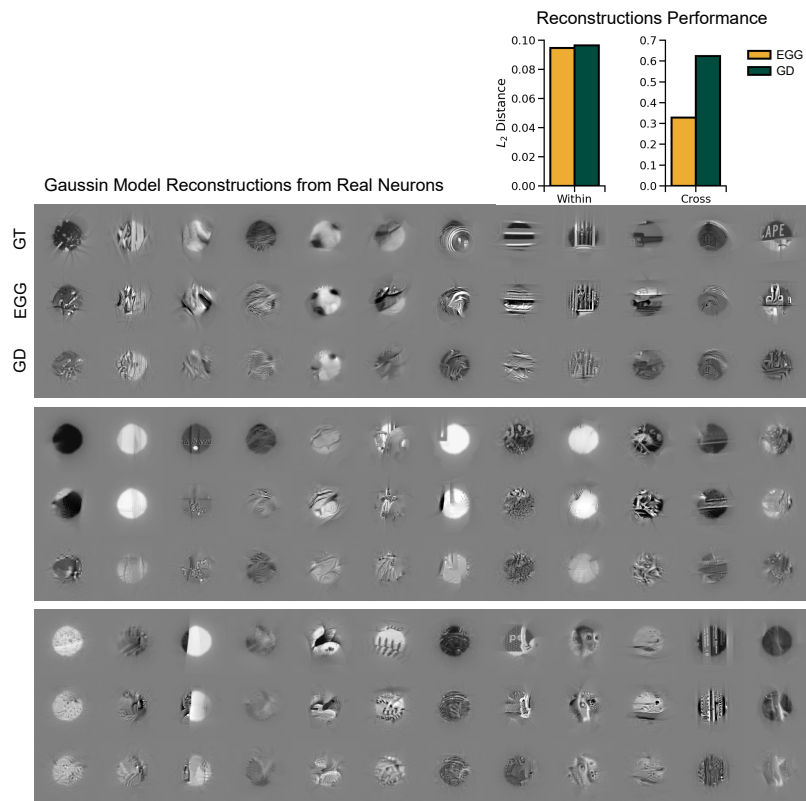 Reconstructions Performance
0.10
0.08
0.06
0.04
0.02
0.00
L2 Distance
Within
0.7
0.6
0.5
0.4
0.3
0.2
0.1
0.0
Cross
EGG
GD
Gaussin Model Reconstructions from Real Neurons
GT
EGG
GD
APE